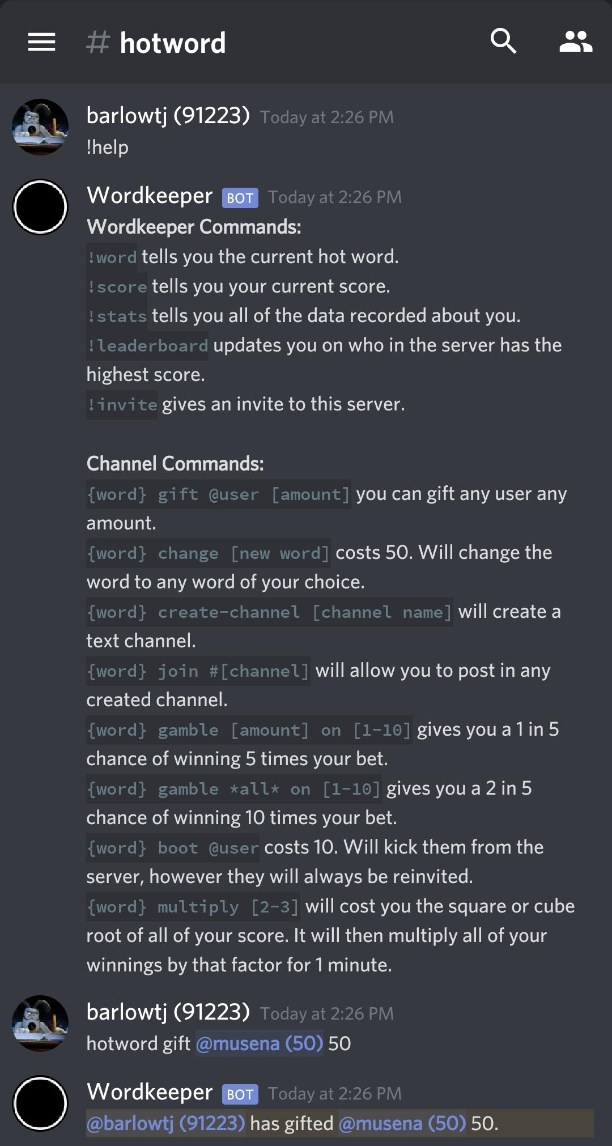 # hotword
barlowtj (91223) Today at 2:26 PM
!help
Wordkeeper BOT Today at 2:26 PM
Wordkeeper Commands:
!word tells you the current hot word.
!score tells you your current score.
!stats tells you all of the data recorded about you.
!leaderboard updates you on who in the server has the
highest score.
!invite gives an invite to this server.
Channel Commands:
{word} gift @user [amount] you can gift any user any
amount.
{word} change [new word] costs 50. Will change the
word to any word of your choice.
{word} create-channel [channel name] will create a
text channel.
{word} join #[channel] will allow you to post in any
created channel.
{word} gamble [amount] on [1-10] gives you a 1 in 5
chance of winning 5 times your bet.
{word} gamble *all* on [1-10] gives you a 2 in 5
chance of winning 10 times your bet.
{word} boot @user costs 10. Will kick them from the
server, however they will always be reinvited.
{word} multiply [2-3] will cost you the square or cube
root of all of your score. It will then multiply all of your
winnings by that factor for 1 minute.
barlowtj (91223) Today at 2:26 PM
hotword gift @musena (50) 50
Wordkeeper BOT Today at 2:26 PM
@barlowtj (91223) has gifted @musena (50) 50.